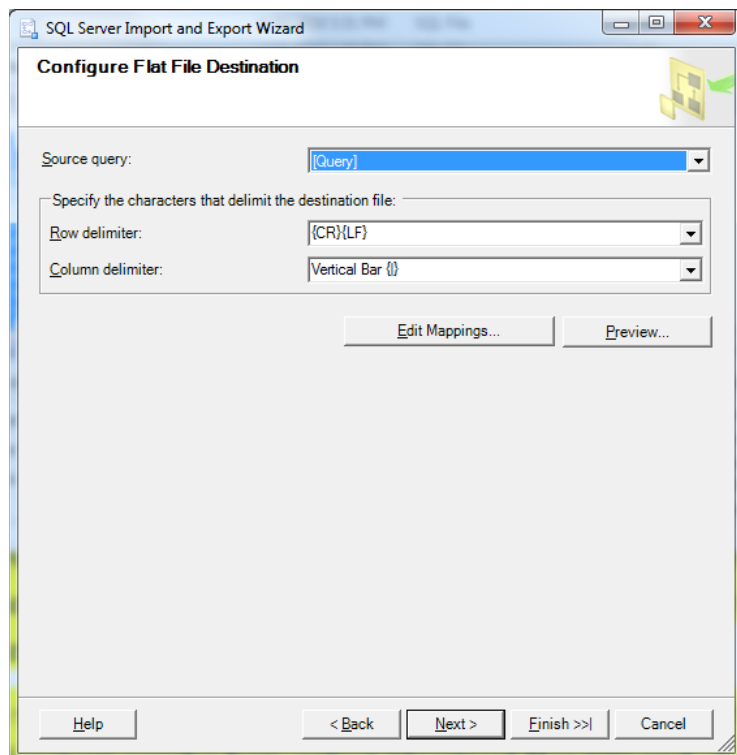 SQL Server Import and Export Wizard
Configure Flat File Destination
Source query: [Query]
Specify the characters that delimit the destination file:
Row delimiter: {CR}{LF}
Column delimiter: Vertical Bar {|}
Edit Mappings... Preview...
Help < Back Next > Finish >>| Cancel